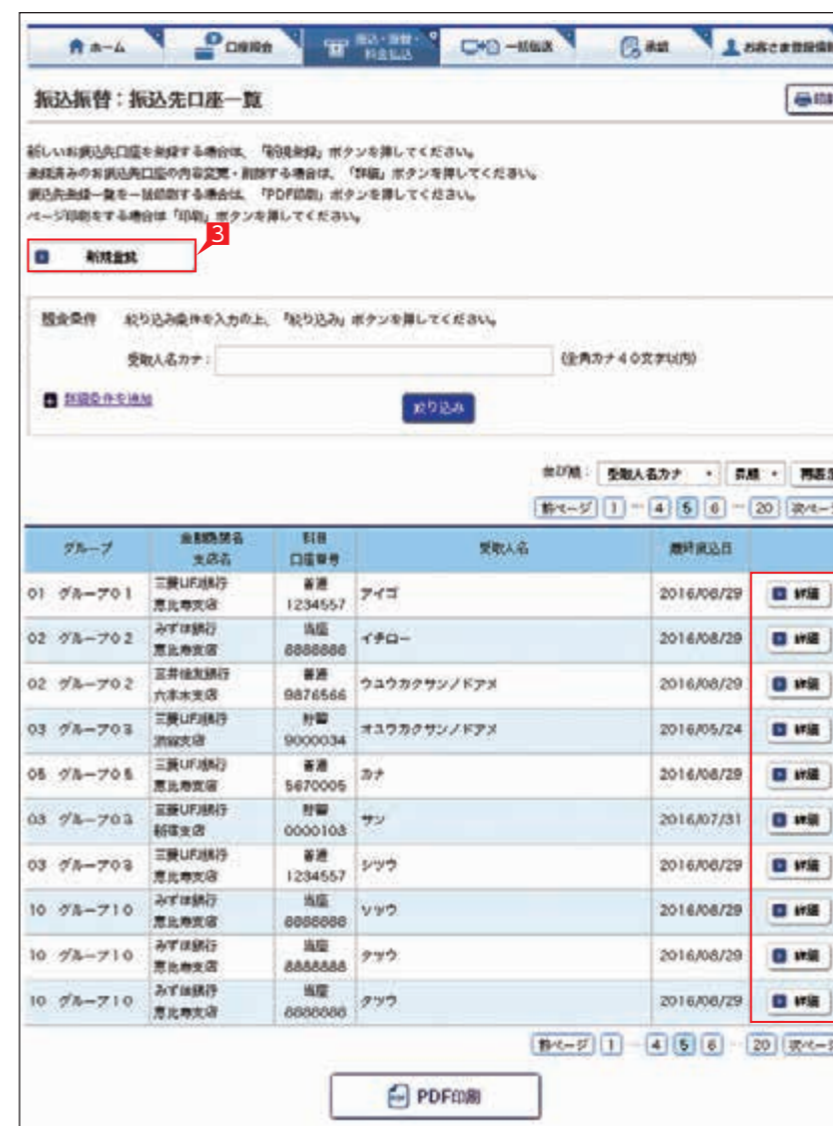 ホーム 口座照会 振込・振替・料金払込 一括伝送 承認 お客さま登録情報
振込振替：振込先口座一覧
印刷
新しいお振込先口座を登録する場合は、「新規登録」ボタンを押してください。
登録済みのお振込先口座の内容変更・削除する場合は、「詳細」ボタンを押してください。
振込先登録一覧を一括印刷する場合は、「PDF印刷」ボタンを押してください。
ページ印刷をする場合は「印刷」ボタンを押してください。
3
新規登録
照会条件 絞り込み条件を入力の上、「絞り込み」ボタンを押してください。
受取人名カナ： (全角カナ４０文字以内)
詳細条件を追加
絞り込み
並び順： 受取人名カナ 昇順
前ページ 1 … 4 5 6 … 20 次ページ
グループ 金融機関名 支店名 科目 口座番号 受取人名 最終振込日
01 グループ０１ 三菱UFJ銀行 恵比寿支店 普通 1234557 アイゴ 2016/08/29 詳細
02 グループ０２ みずほ銀行 恵比寿支店 当座 8888888 イチロー 2016/08/29 詳細
02 グループ０２ 三井住友銀行 六本木支店 普通 9876566 ウユウカクサンノドアメ 2016/08/29 詳細
03 グループ０３ 三菱UFJ銀行 渋谷支店 貯蓄 9000034 オユウカクサンノドアメ 2016/05/24 詳細
05 グループ０５ 三菱UFJ銀行 恵比寿支店 普通 5670005 カナ 2016/08/29 詳細
03 グループ０３ 三菱UFJ銀行 新宿支店 貯蓄 0000103 サン 2016/07/31 詳細
03 グループ０３ 三菱UFJ銀行 恵比寿支店 普通 1234557 シツウ 2016/08/29 詳細
10 グループ１０ みずほ銀行 恵比寿支店 当座 8888888 ソツウ 2016/08/29 詳細
10 グループ１０ みずほ銀行 恵比寿支店 当座 8888888 タツウ 2016/08/29 詳細
10 グループ１０ みずほ銀行 恵比寿支店 当座 8888888 タツウ 2016/08/29 詳細
前ページ 1 … 4 5 6 … 20 次ページ
PDF印刷